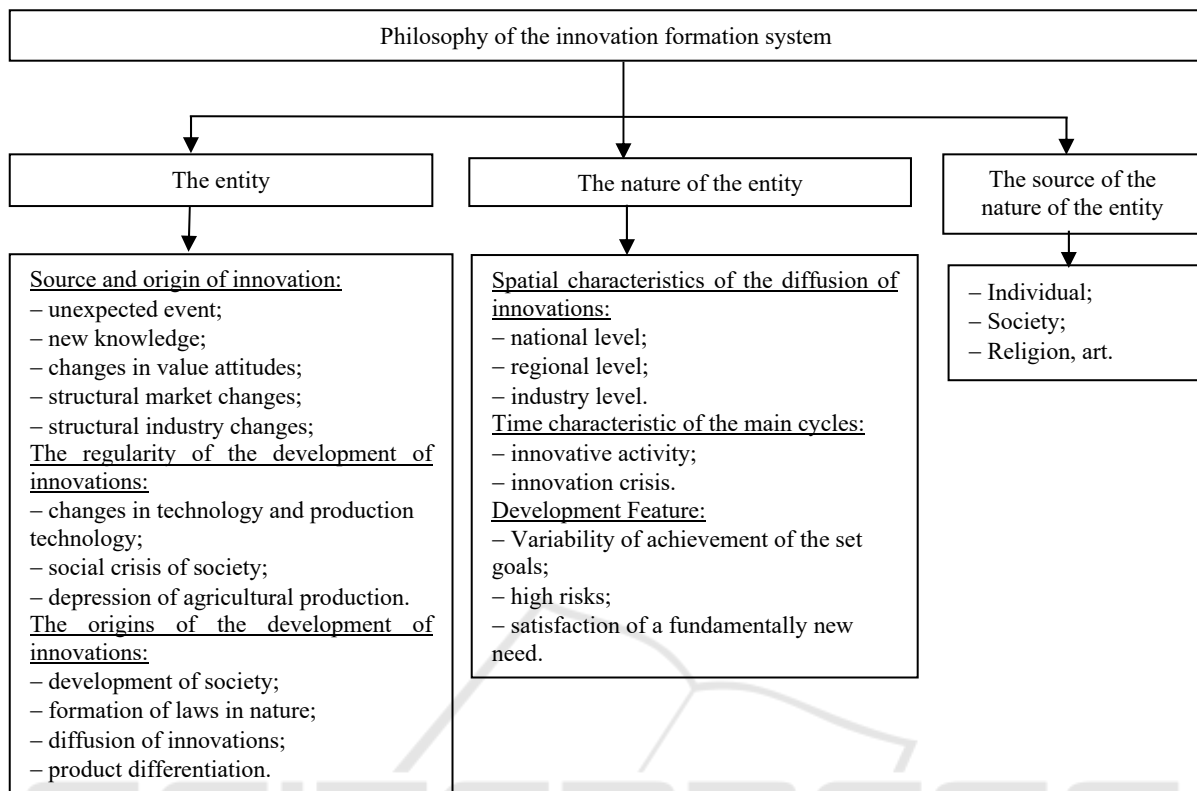 Philosophy of the innovation formation system
The entity
Source and origin of innovation:
– unexpected event;
– new knowledge;
– changes in value attitudes;
– structural market changes;
– structural industry changes;
The regularity of the development of
innovations:
– changes in technology and production
technology;
– social crisis of society;
– depression of agricultural production.
The origins of the development of
innovations:
– development of society;
– formation of laws in nature;
– diffusion of innovations;
– product differentiation.
The nature of the entity
Spatial characteristics of the diffusion of
innovations:
– national level;
– regional level;
– industry level.
Time characteristic of the main cycles:
– innovative activity;
– innovation crisis.
Development Feature:
– Variability of achievement of the set
goals;
– high risks;
– satisfaction of a fundamentally new
need.
The source of the
nature of the entity
– Individual;
– Society;
– Religion, art.